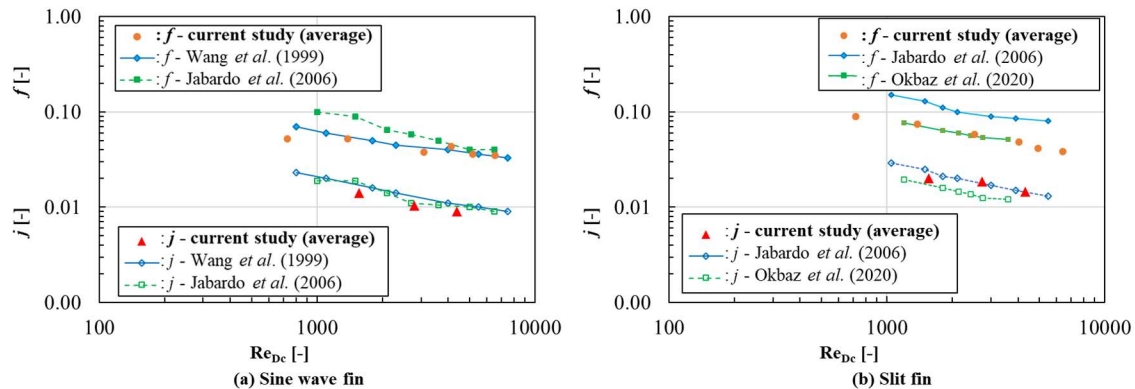 1.00
f [-]
0.10
0.01
j [-]
0.00
: f - current study (average)
: f - Wang et al. (1999)
: f - Jabardo et al. (2006)
: j - current study (average)
: j - Wang et al. (1999)
: j - Jabardo et al. (2006)
100 1000 10000
Re_Dc [-]
(a) Sine wave fin
1.00
f [-]
0.10
0.01
j [-]
0.00
: f - current study (average)
: f - Jabardo et al. (2006)
: f - Okbaz et al. (2020)
: j - current study (average)
: j - Jabardo et al. (2006)
: j - Okbaz et al. (2020)
100 1000 10000
Re_Dc [-]
(b) Slit fin